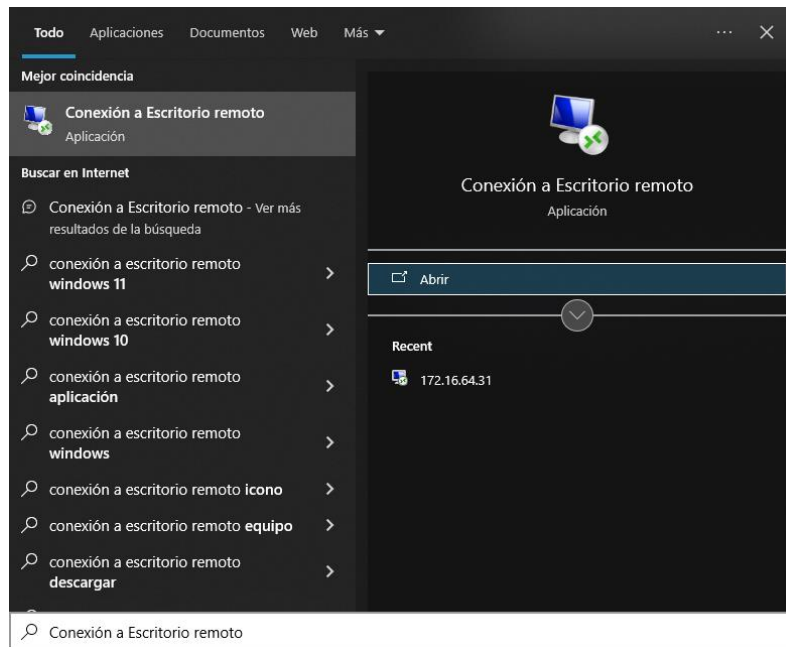 Todo Aplicaciones Documentos Web Más
Mejor coincidencia
Conexión a Escritorio remoto
Aplicación
Buscar en Internet
Conexión a Escritorio remoto - Ver más
resultados de la búsqueda
conexión a escritorio remoto
windows 11
conexión a escritorio remoto
windows 10
conexión a escritorio remoto
aplicación
conexión a escritorio remoto
windows
conexión a escritorio remoto icono
conexión a escritorio remoto equipo
conexión a escritorio remoto
descargar
Conexión a Escritorio remoto
Aplicación
Abrir
Recent
172.16.64.31
Conexión a Escritorio remoto